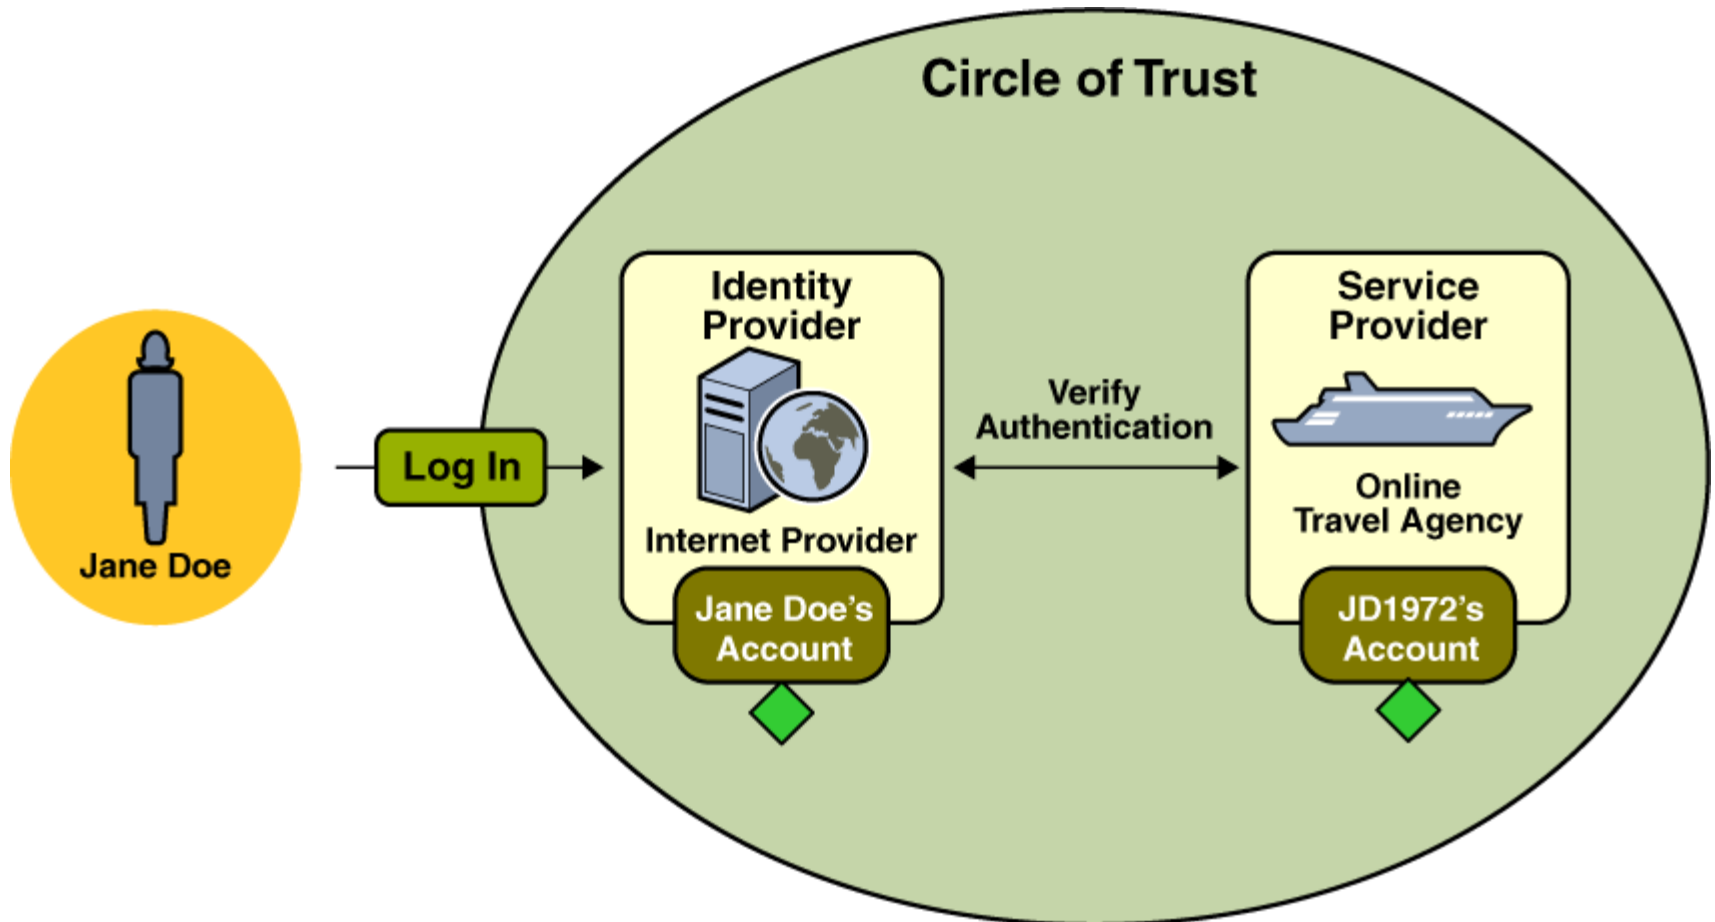 Circle of Trust
Jane Doe
Log In
Identity
Provider
Internet Provider
Jane Doe’s
Account
Verify
Authentication
Service
Provider
Online
Travel Agency
JD1972’s
Account